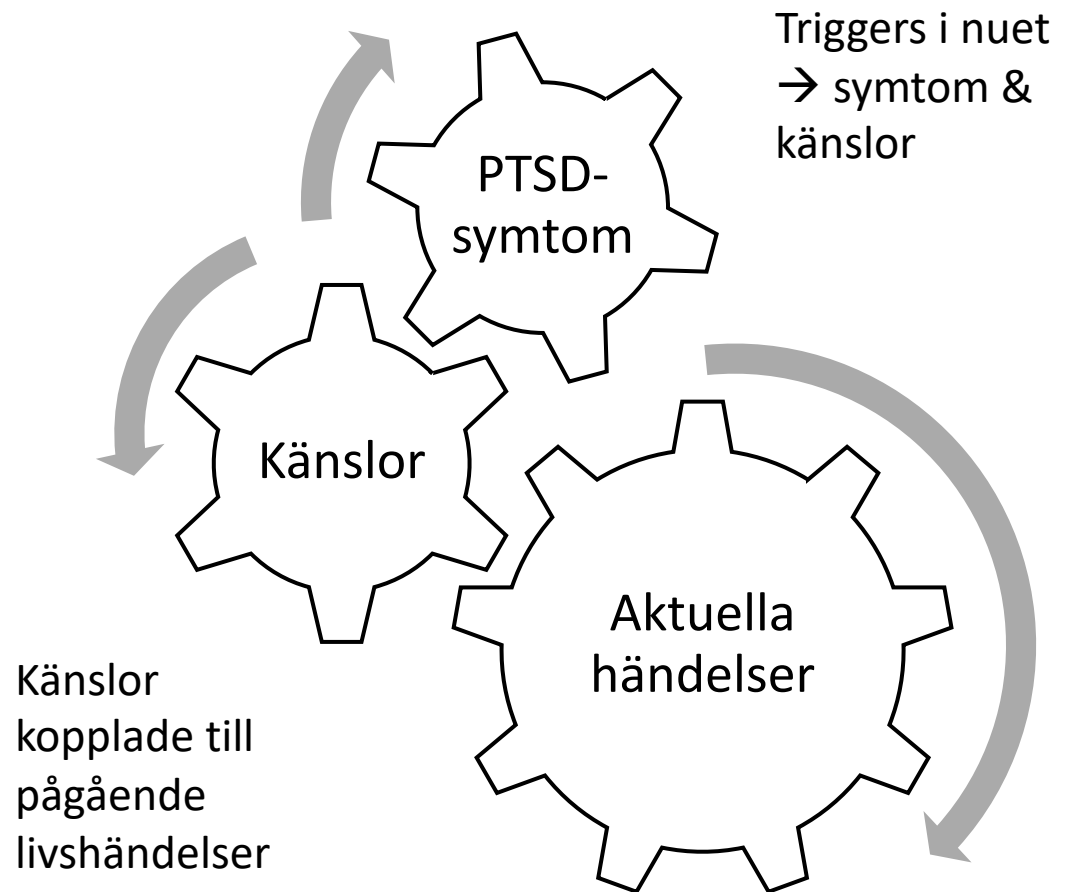 Triggers i nuet
→ symtom &
känslor
PTSD-
symtom
Känslor
Aktuella
händelser
Känslor
kopplade till
pågående
livshändelser